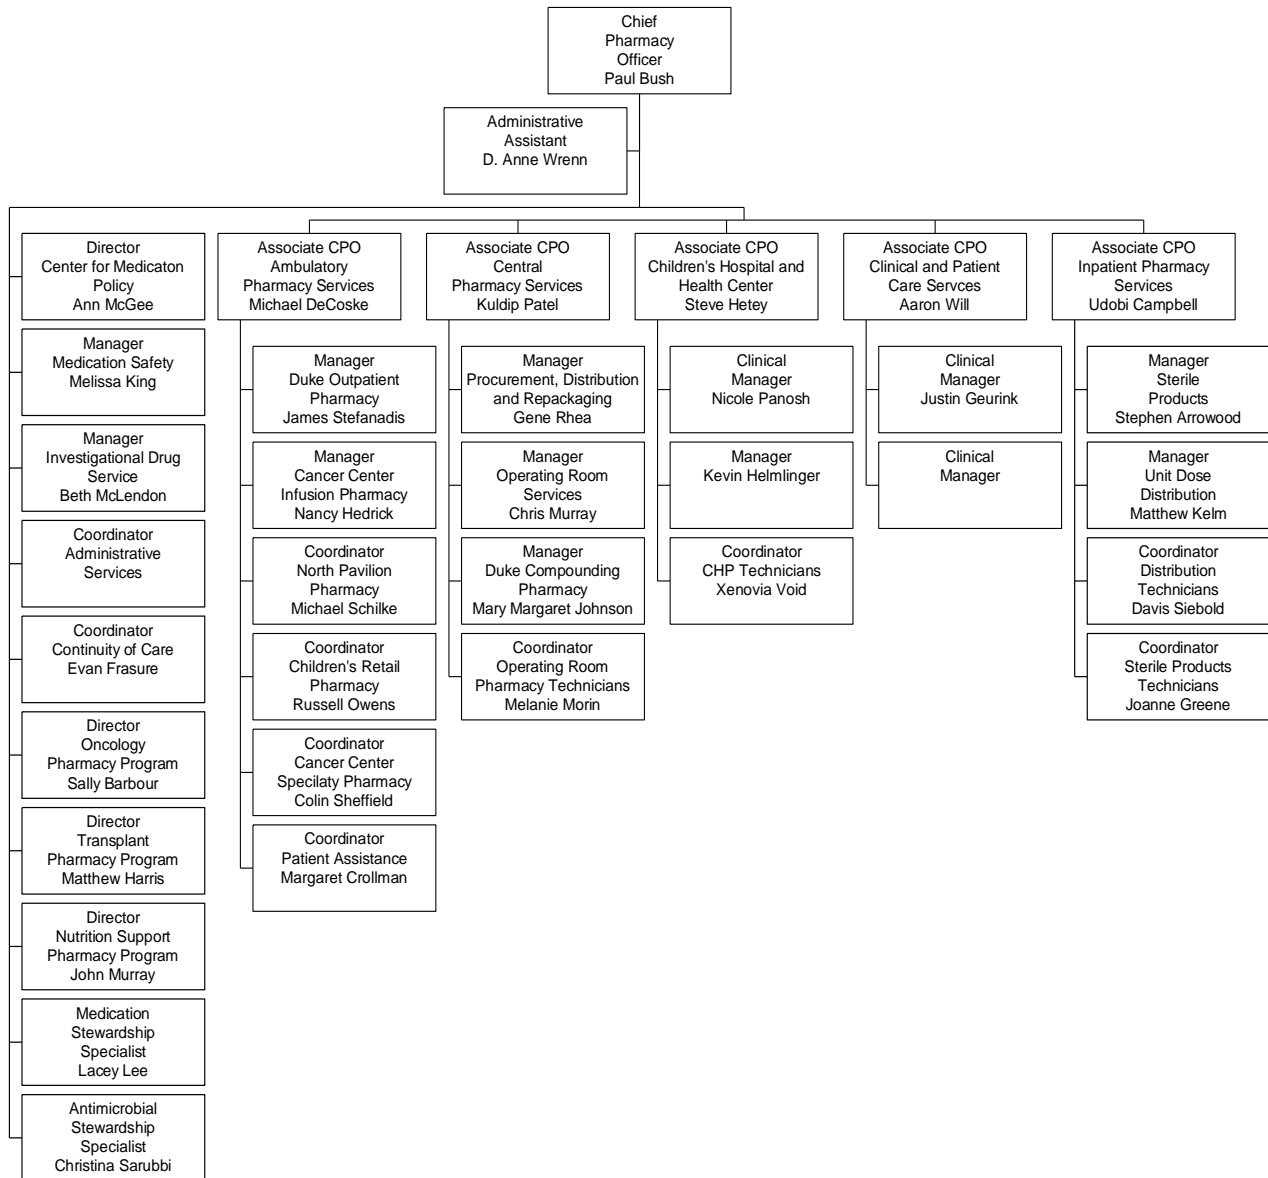 Chief
Pharmacy
Officer
Paul Bush
Administrative
Assistant
D. Anne Wrenn
Director
Center for Medicaton
Policy
Ann McGee
Manager
Medication Safety
Melissa King
Manager
Investigational Drug
Service
Beth McLendon
Coordinator
Administrative
Services
Coordinator
Continuity of Care
Evan Frasure
Director
Oncology
Pharmacy Program
Sally Barbour
Director
Transplant
Pharmacy Program
Matthew Harris
Director
Nutrition Support
Pharmacy Program
John Murray
Medication
Stewardship
Specialist
Lacey Lee
Antimicrobial
Stewardship
Specialist
Christina Sarubbi
Associate CPO
Ambulatory
Pharmacy Services
Michael DeCoske
Manager
Duke Outpatient
Pharmacy
James Stefanadis
Manager
Cancer Center
Infusion Pharmacy
Nancy Hedrick
Coordinator
North Pavilion
Pharmacy
Michael Schilke
Coordinator
Children's Retail
Pharmacy
Russell Owens
Coordinator
Cancer Center
Specilaty Pharmacy
Colin Sheffield
Coordinator
Patient Assistance
Margaret Crollman
Associate CPO
Central
Pharmacy Services
Kuldip Patel
Manager
Procurement, Distribution
and Repackaging
Gene Rhea
Manager
Operating Room
Services
Chris Murray
Manager
Duke Compounding
Pharmacy
Mary Margaret Johnson
Coordinator
Operating Room
Pharmacy Technicians
Melanie Morin
Associate CPO
Children's Hospital and
Health Center
Steve Hetey
Clinical
Manager
Nicole Panosh
Manager
Kevin Helmlinger
Coordinator
CHP Technicians
Xenovia Void
Associate CPO
Clinical and Patient
Care Servces
Aaron Will
Clinical
Manager
Justin Geurink
Clinical
Manager
Associate CPO
Inpatient Pharmacy
Services
Udobi Campbell
Manager
Sterile
Products
Stephen Arrowood
Manager
Unit Dose
Distribution
Matthew Kelm
Coordinator
Distribution
Technicians
Davis Siebold
Coordinator
Sterile Products
Technicians
Joanne Greene